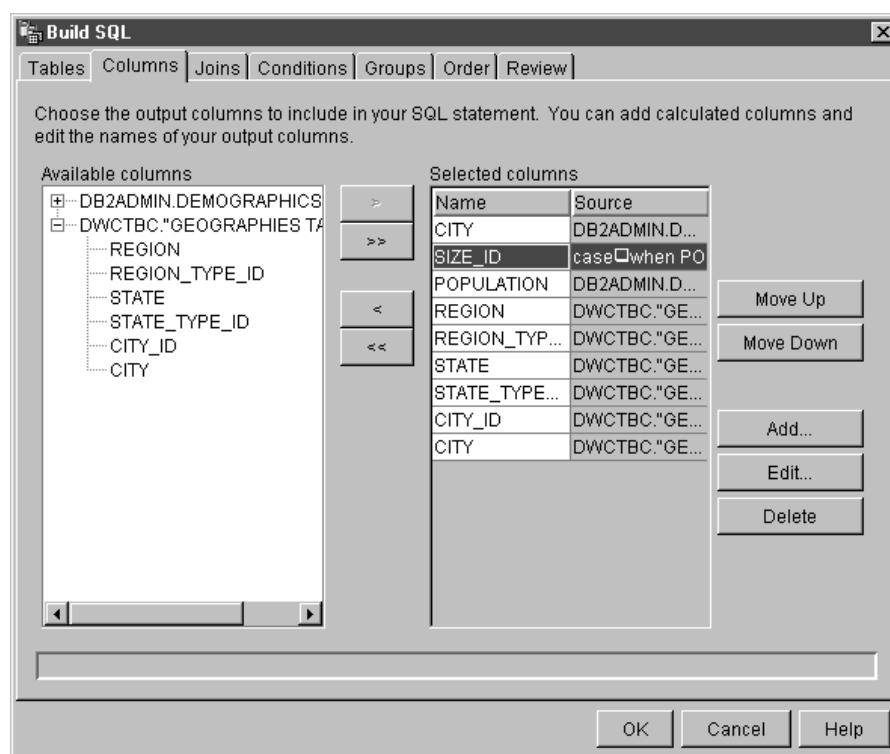 Build SQL
Tables Columns Joins Conditions Groups Order Review
Choose the output columns to include in your SQL statement. You can add calculated columns and
edit the names of your output columns.
Available columns
DB2ADMIN.DEMOGRAPHICS
DWCTBC."GEOGRAPHIES TA
REGION
REGION_TYPE_ID
STATE
STATE_TYPE_ID
CITY_ID
CITY
>
>>
<
<<
Selected columns
Name Source
CITY DB2ADMIN.D...
SIZE_ID case□when PO
POPULATION DB2ADMIN.D...
REGION DWCTBC."GE...
REGION_TYP... DWCTBC."GE...
STATE DWCTBC."GE...
STATE_TYPE... DWCTBC."GE...
CITY_ID DWCTBC."GE...
CITY DWCTBC."GE...
Move Up
Move Down
Add...
Edit...
Delete
OK Cancel Help